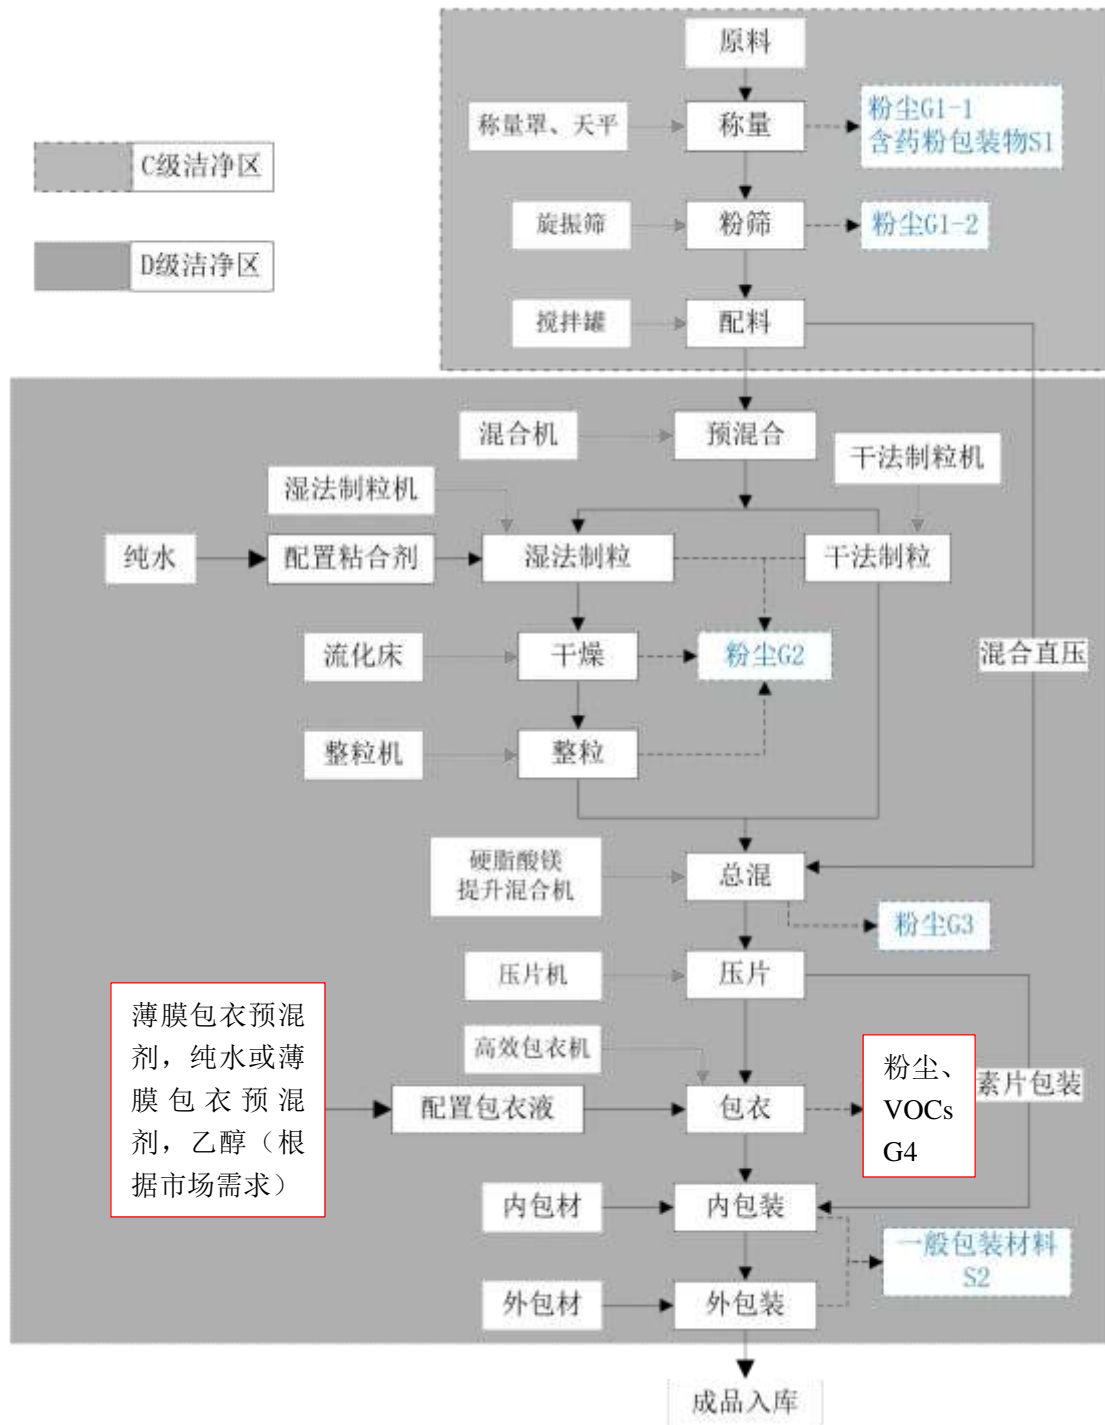 原料
称量罩、天平
称量
粉尘G1-1
含药粉包装物S1
C级洁净区
旋振筛
粉筛
粉尘G1-2
D级洁净区
搅拌罐
配料
混合机
预混合
干法制粒机
湿法制粒机
纯水
配置粘合剂
湿法制粒
干法制粒
流化床
干燥
粉尘G2
混合直压
整粒机
整粒
硬脂酸镁
提升混合机
总混
粉尘G3
压片机
压片
薄膜包衣预混
剂，纯水或薄
膜包衣预混
剂，乙醇（根
据市场需求）
高效包衣机
配置包衣液
包衣
粉尘、
VOCs
G4
素片包装
内包材
内包装
一般包装材料
S2
外包材
外包装
成品入库